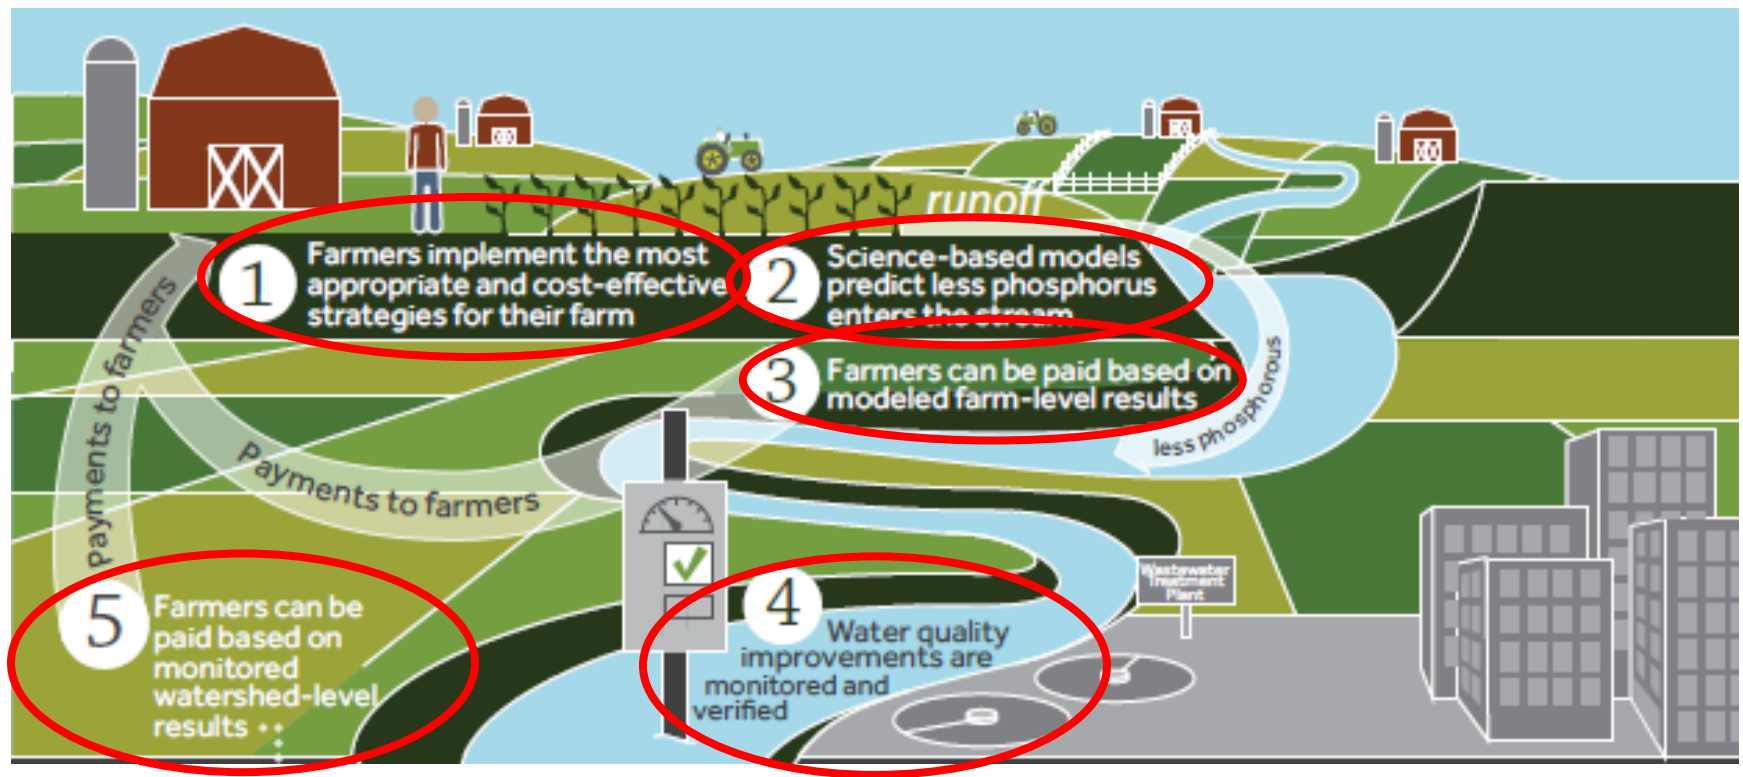 runoff
1
Farmers implement the most
appropriate and cost-effective
strategies for their farm
2
Science-based models
predict less phosphorus
enters the stream
3
Farmers can be paid based on
modeled farm-level results
less phosphorous
Payments to farmers
Payments to farmers
Wastewater
Treatment
Plant
4
Water quality
improvements are
monitored and
verified
5
Farmers can be
paid based on
monitored
watershed-level
results